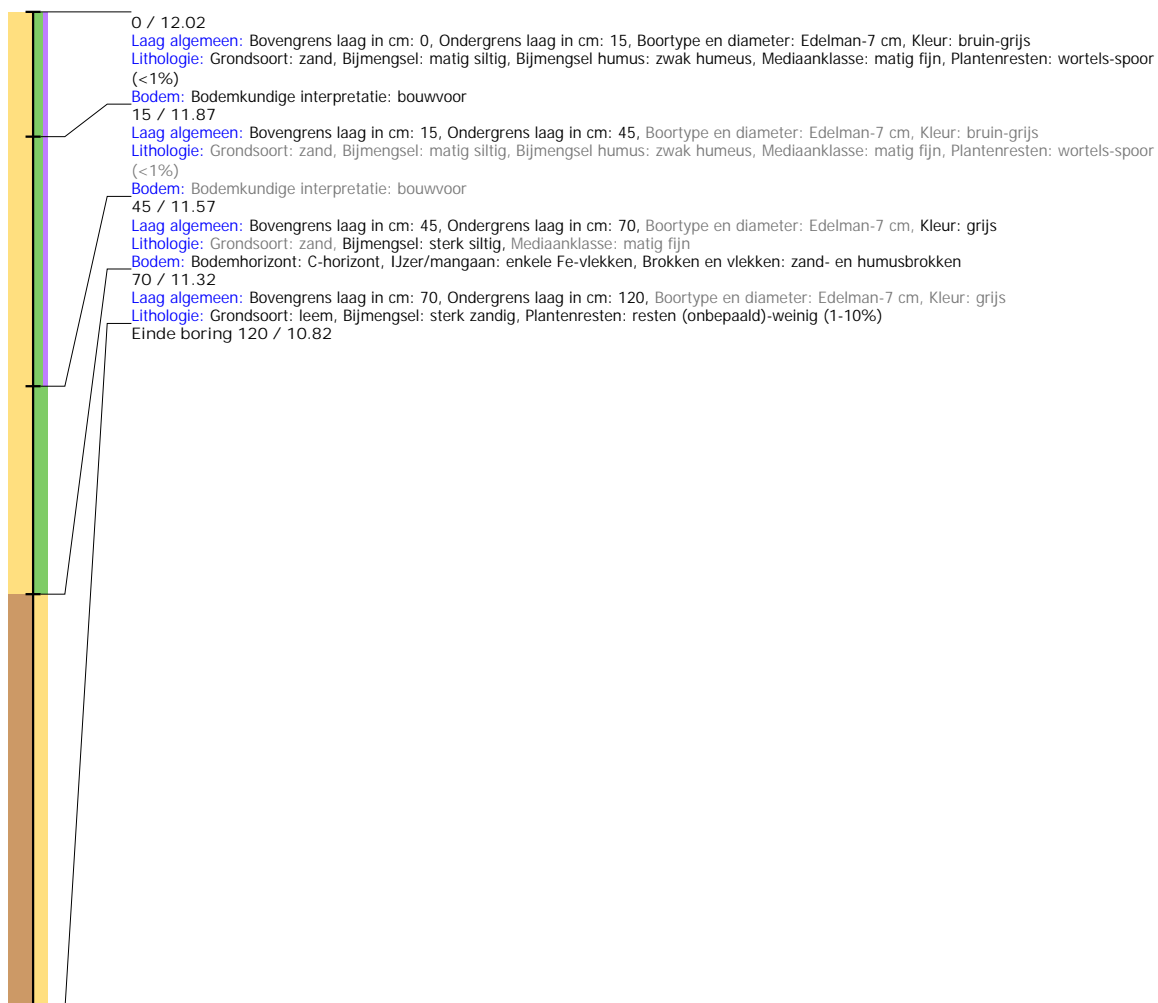 0 / 12.02
Laag algemeen: Bovengrens laag in cm: 0, Ondergrens laag in cm: 15, Boortype en diameter: Edelman-7 cm, Kleur: bruin-grijs
Lithologie: Grondsoort: zand, Bijmengsel: matig siltig, Bijmengsel humus: zwak humeus, Mediaanklasse: matig fijn, Plantenresten: wortels-spoor
(<1%)
Bodem: Bodemkundige interpretatie: bouwvoor
15 / 11.87
Laag algemeen: Bovengrens laag in cm: 15, Ondergrens laag in cm: 45, Boortype en diameter: Edelman-7 cm, Kleur: bruin-grijs
Lithologie: Grondsoort: zand, Bijmengsel: matig siltig, Bijmengsel humus: zwak humeus, Mediaanklasse: matig fijn, Plantenresten: wortels-spoor
(<1%)
Bodem: Bodemkundige interpretatie: bouwvoor
45 / 11.57
Laag algemeen: Bovengrens laag in cm: 45, Ondergrens laag in cm: 70, Boortype en diameter: Edelman-7 cm, Kleur: grijs
Lithologie: Grondsoort: zand, Bijmengsel: sterk siltig, Mediaanklasse: matig fijn
Bodem: Bodemhorizont: C-horizont, IJzer/mangaan: enkele Fe-vlekken, Brokken en vlekken: zand- en humusbrokken
70 / 11.32
Laag algemeen: Bovengrens laag in cm: 70, Ondergrens laag in cm: 120, Boortype en diameter: Edelman-7 cm, Kleur: grijs
Lithologie: Grondsoort: leem, Bijmengsel: sterk zandig, Plantenresten: resten (onbepaald)-weinig (1-10%)
Einde boring 120 / 10.82